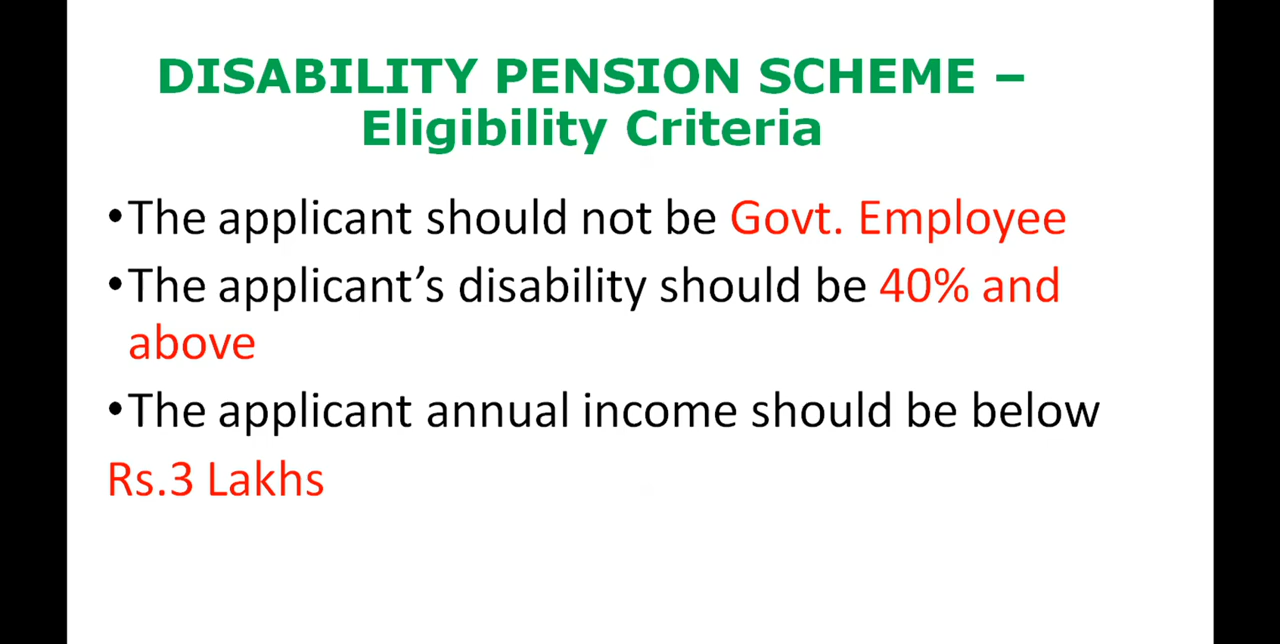 DISABILITY PENSION SCHEME –
Eligibility Criteria
•The applicant should not be Govt. Employee
•The applicant’s disability should be 40% and
above
•The applicant annual income should be below
Rs.3 Lakhs